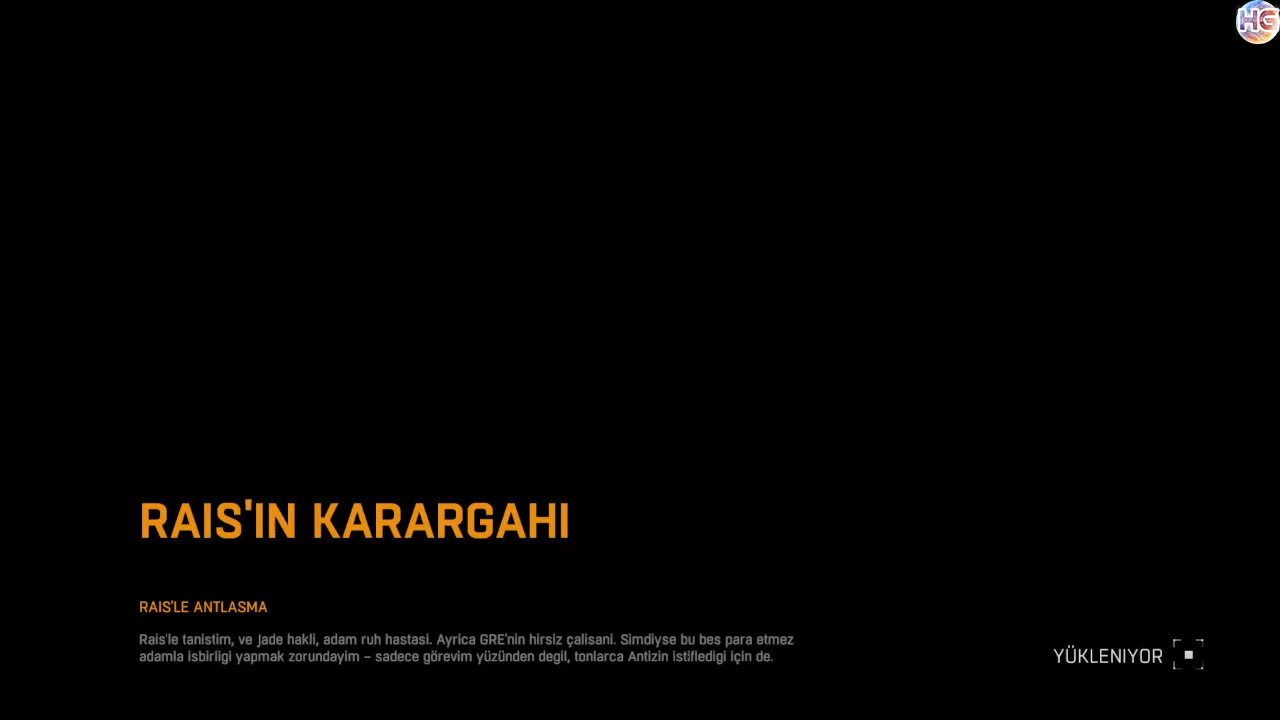 HG
RAIS'IN KARARGAHI
RAIS'LE ANTLASMA
Rais'le tanistim, ve Jade hakli, adam ruh hastasi. Ayrica GRE'nin hirsiz çalisani. Simdiyse bu bes para etmez
adamla isbirligi yapmak zorundayim – sadece görevim yüzünden degil, tonlarca Antizin istifledigi için de.
YÜKLENIYOR